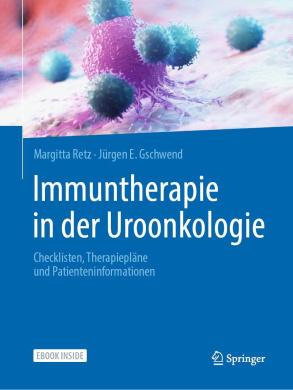 Margitta Retz · Jürgen E. Gschwend
Immuntherapie
in der Uroonkologie
Checklisten, Therapiepläne
und Patienteninformationen
EBOOK INSIDE
Springer